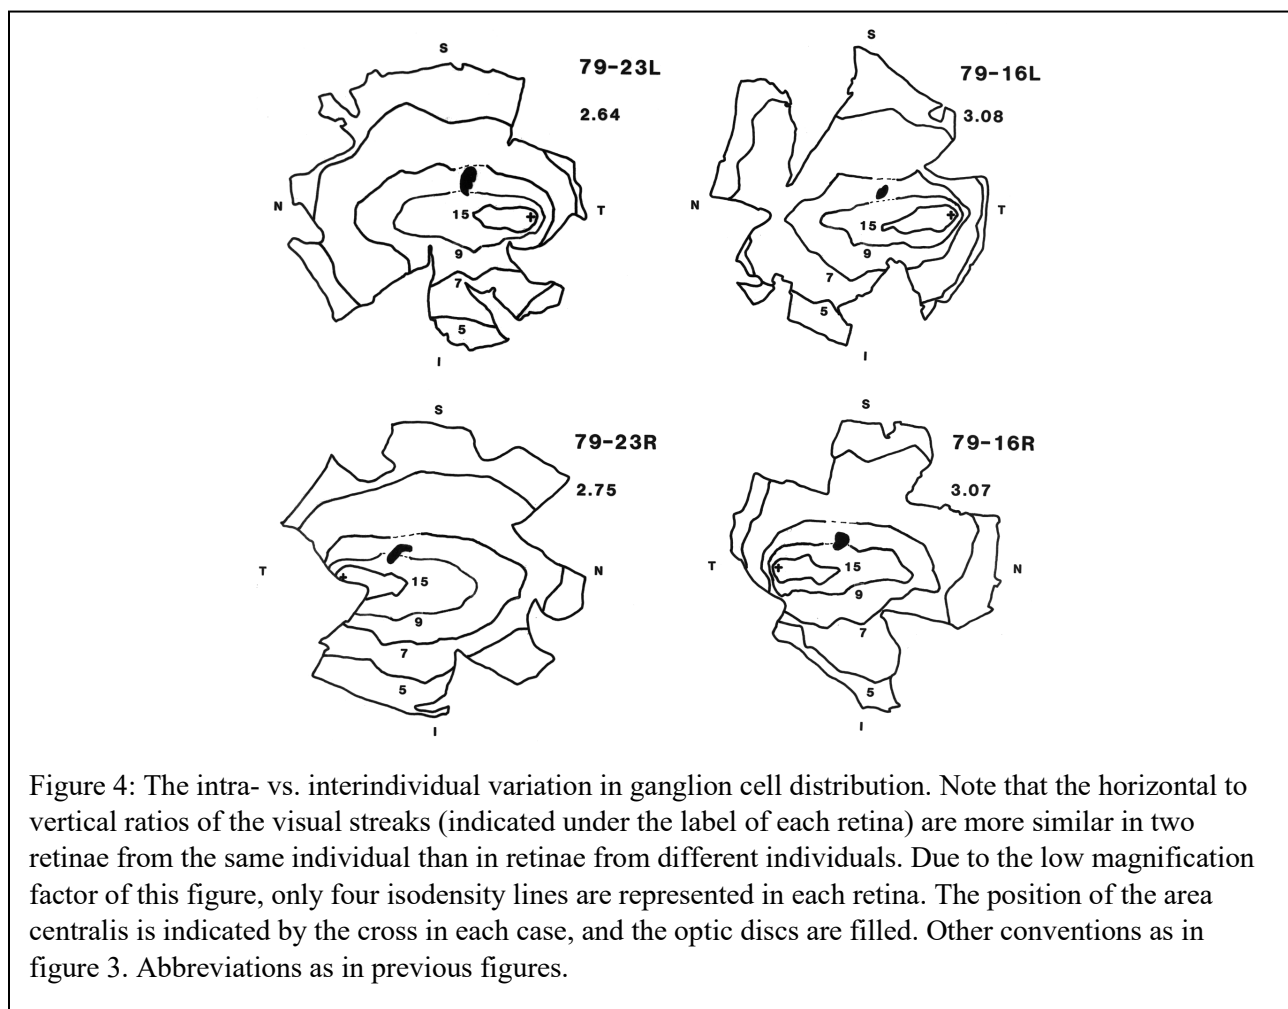 S
79-23L
2.64
N
T
15
9
7
5
I
S
79-16L
3.08
N
T
15
9
7
5
I
S
79-23R
2.75
T
N
15
9
7
5
I
S
79-16R
3.07
T
N
15
9
7
5
I
Figure 4: The intra- vs. interindividual variation in ganglion cell distribution. Note that the horizontal to
vertical ratios of the visual streaks (indicated under the label of each retina) are more similar in two
retinae from the same individual than in retinae from different individuals. Due to the low magnification
factor of this figure, only four isodensity lines are represented in each retina. The position of the area
centralis is indicated by the cross in each case, and the optic discs are filled. Other conventions as in
figure 3. Abbreviations as in previous figures.